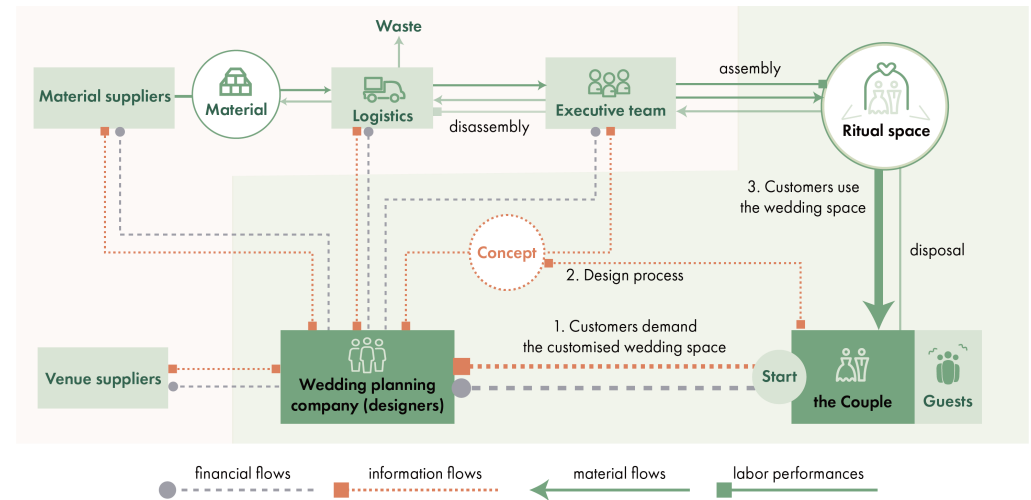 Waste
assembly
Material suppliers
Material
Logistics
Executive team
Ritual space
disassembly
3. Customers use
the wedding space
Concept
disposal
2. Design process
1. Customers demand
the customised wedding space
Venue suppliers
Wedding planning
company (designers)
Start
the Couple
Guests
financial flows
information flows
material flows
labor performances